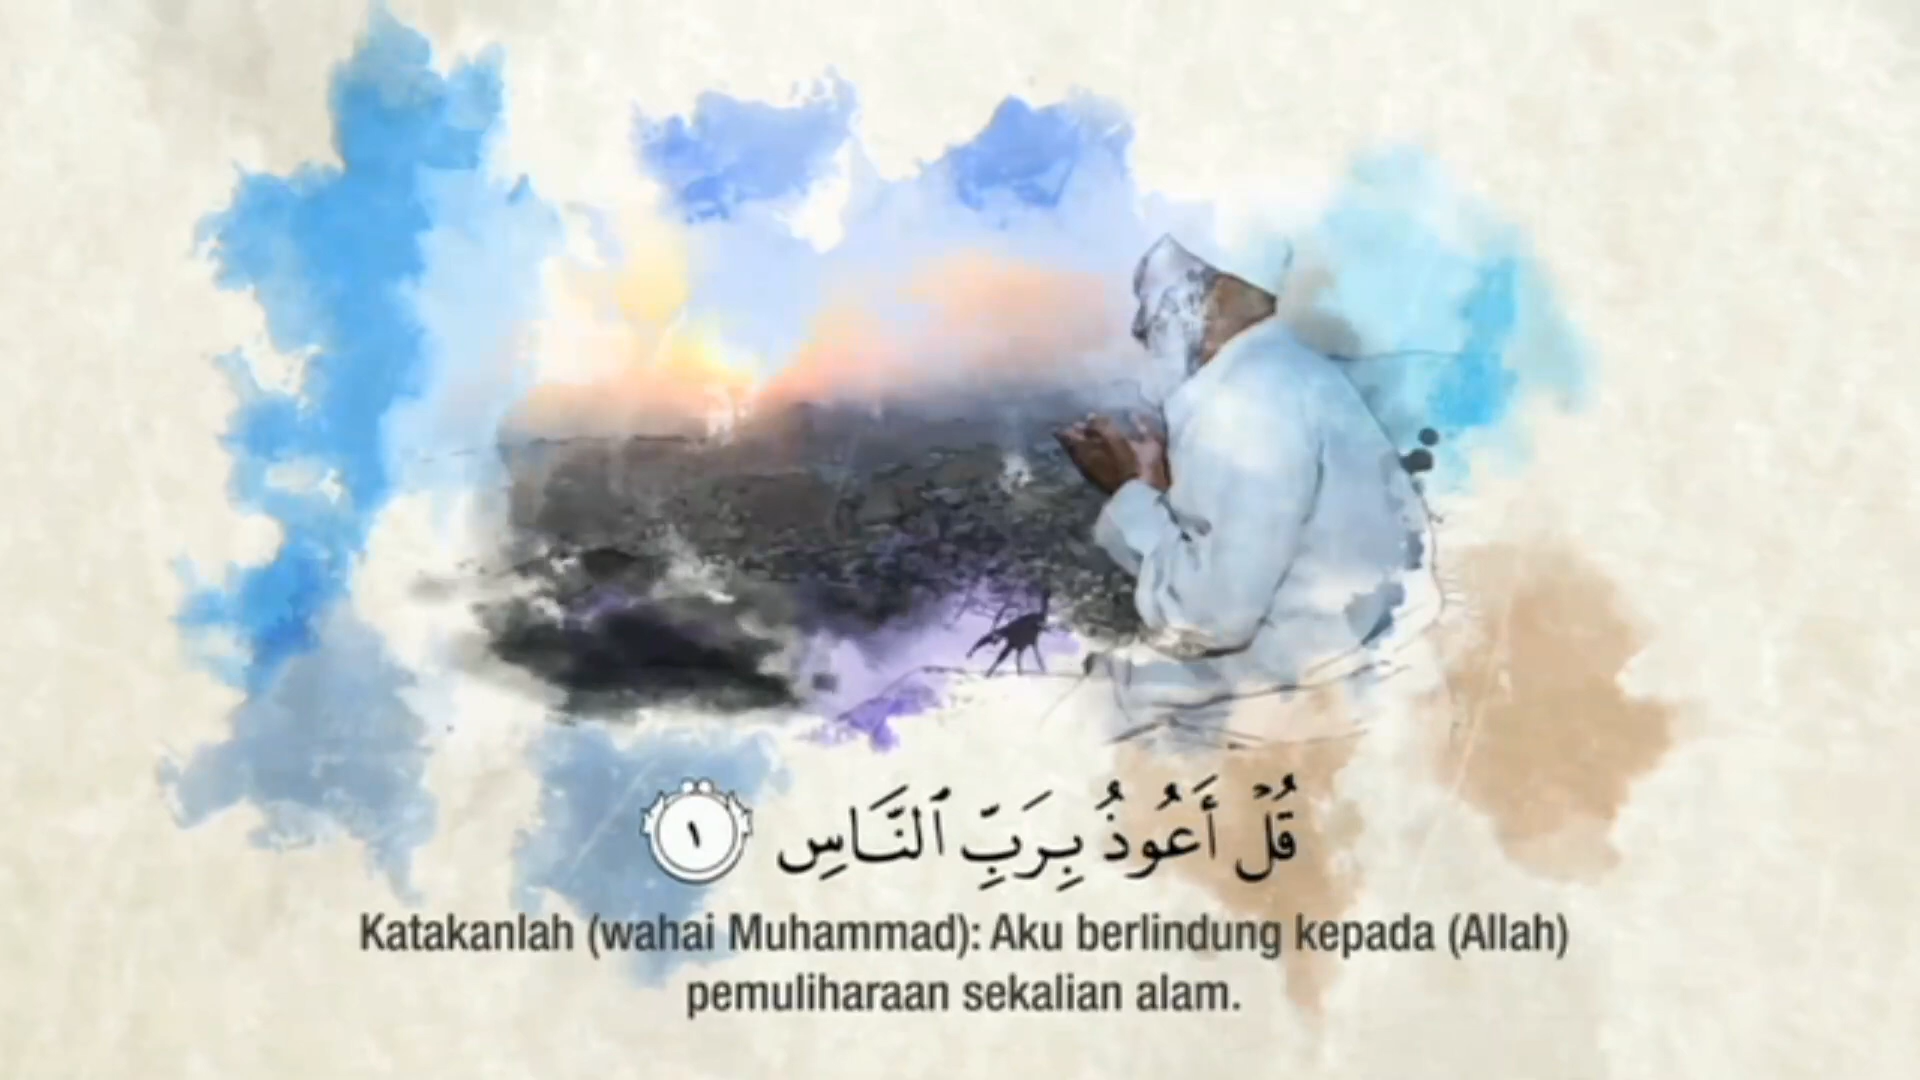 قُلۡ أَعُوذُ بِرَبِّ ٱلنَّاسِ ١
Katakanlah (wahai Muhammad): Aku berlindung kepada (Allah)
pemuliharaan sekalian alam.